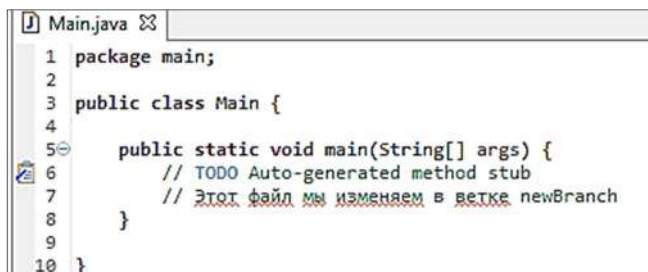 Main.java
1 package main;
2
3 public class Main {
4
5 public static void main(String[] args) {
6 // TODO Auto-generated method stub
7 // Этот файл мы изменяем в ветке newBranch
8 }
9
10 }